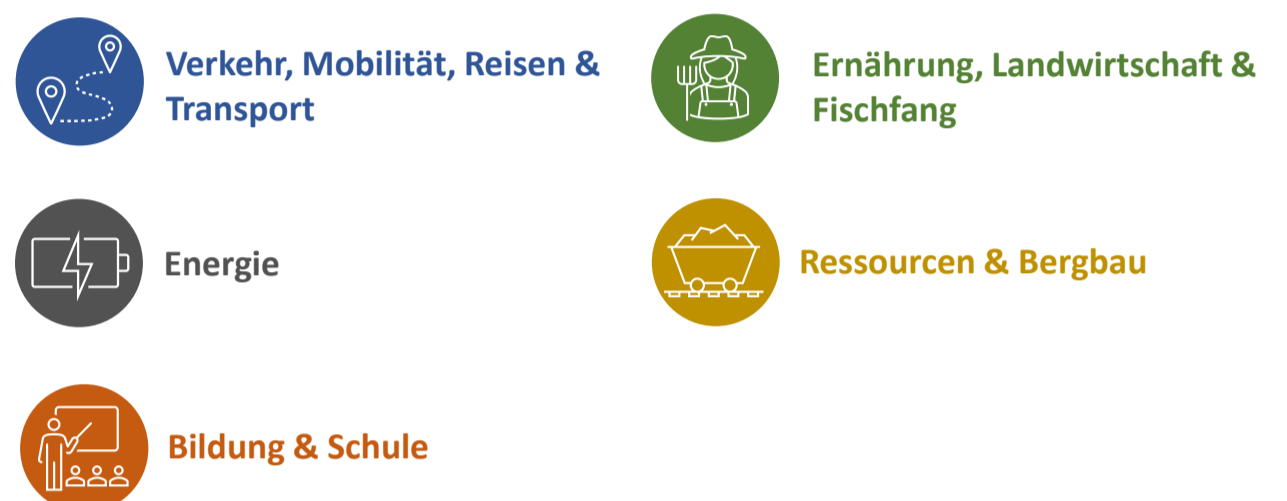 Verkehr, Mobilität, Reisen &
Transport
Ernährung, Landwirtschaft &
Fischfang
Energie
Ressourcen & Bergbau
Bildung & Schule